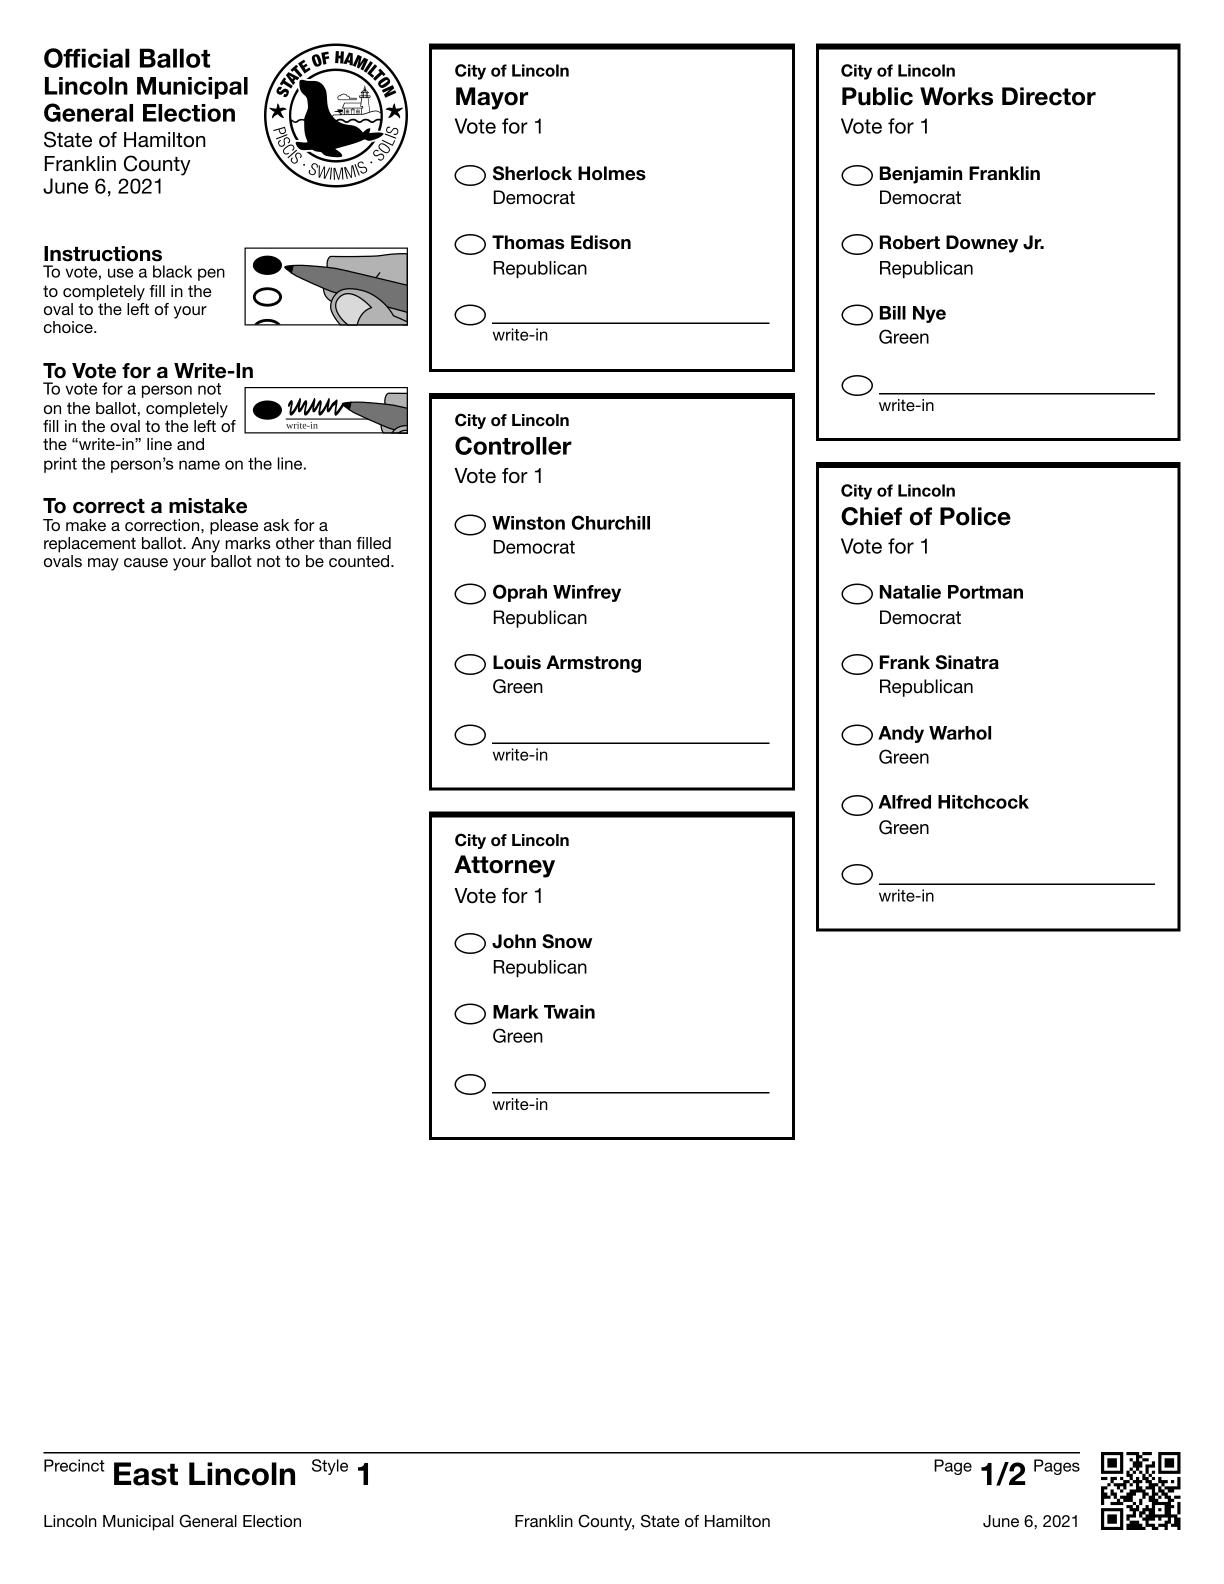 Official Ballot
Lincoln Municipal
General Election
State of Hamilton
Franklin County
June 6, 2021
STATE OF HAMILTON
PISCIS · SWIMMIS · SOLIS
Instructions
To vote, use a black pen
to completely fill in the
oval to the left of your
choice.
To Vote for a Write-In
To vote for a person not
on the ballot, completely
fill in the oval to the left of
the “write-in” line and
print the person’s name on the line.
write-in
To correct a mistake
To make a correction, please ask for a
replacement ballot. Any marks other than filled
ovals may cause your ballot not to be counted.
City of Lincoln
Mayor
Vote for 1
Sherlock Holmes
Democrat
Thomas Edison
Republican
write-in
City of Lincoln
Controller
Vote for 1
Winston Churchill
Democrat
Oprah Winfrey
Republican
Louis Armstrong
Green
write-in
City of Lincoln
Attorney
Vote for 1
John Snow
Republican
Mark Twain
Green
write-in
City of Lincoln
Public Works Director
Vote for 1
Benjamin Franklin
Democrat
Robert Downey Jr.
Republican
Bill Nye
Green
write-in
City of Lincoln
Chief of Police
Vote for 1
Natalie Portman
Democrat
Frank Sinatra
Republican
Andy Warhol
Green
Alfred Hitchcock
Green
write-in
Precinct East Lincoln Style 1 Page 1/2 Pages
Lincoln Municipal General Election Franklin County, State of Hamilton June 6, 2021